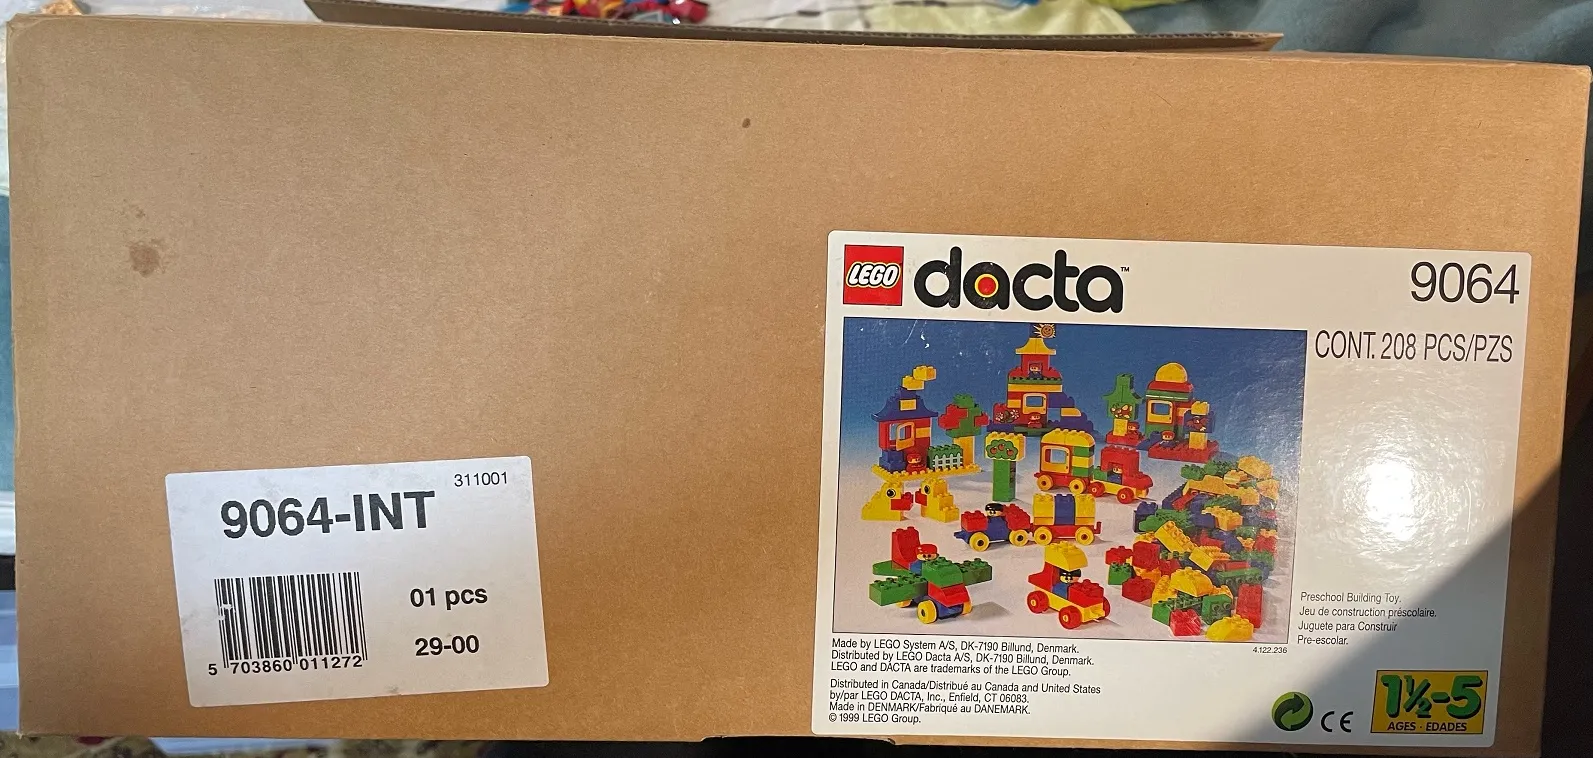 311001
9064-INT
01 pcs
29-00
5 703860 011272
LEGO dacta™ 9064
CONT. 208 PCS/PZS
Preschool Building Toy.
Jeu de construction préscolaire.
Juguete para Construir
Pre-escolar.
4.122.236
Made by LEGO System A/S, DK-7190 Billund, Denmark.
Distributed by LEGO Dacta A/S, DK-7190 Billund, Denmark.
LEGO and DACTA are trademarks of the LEGO Group.
Distributed in Canada/Distribué au Canada and United States
by/par LEGO DACTA, Inc., Enfield, CT 06083.
Made in DENMARK/Fabriqué au DANEMARK.
© 1999 LEGO Group.
CE
1½-5
AGES - EDADES